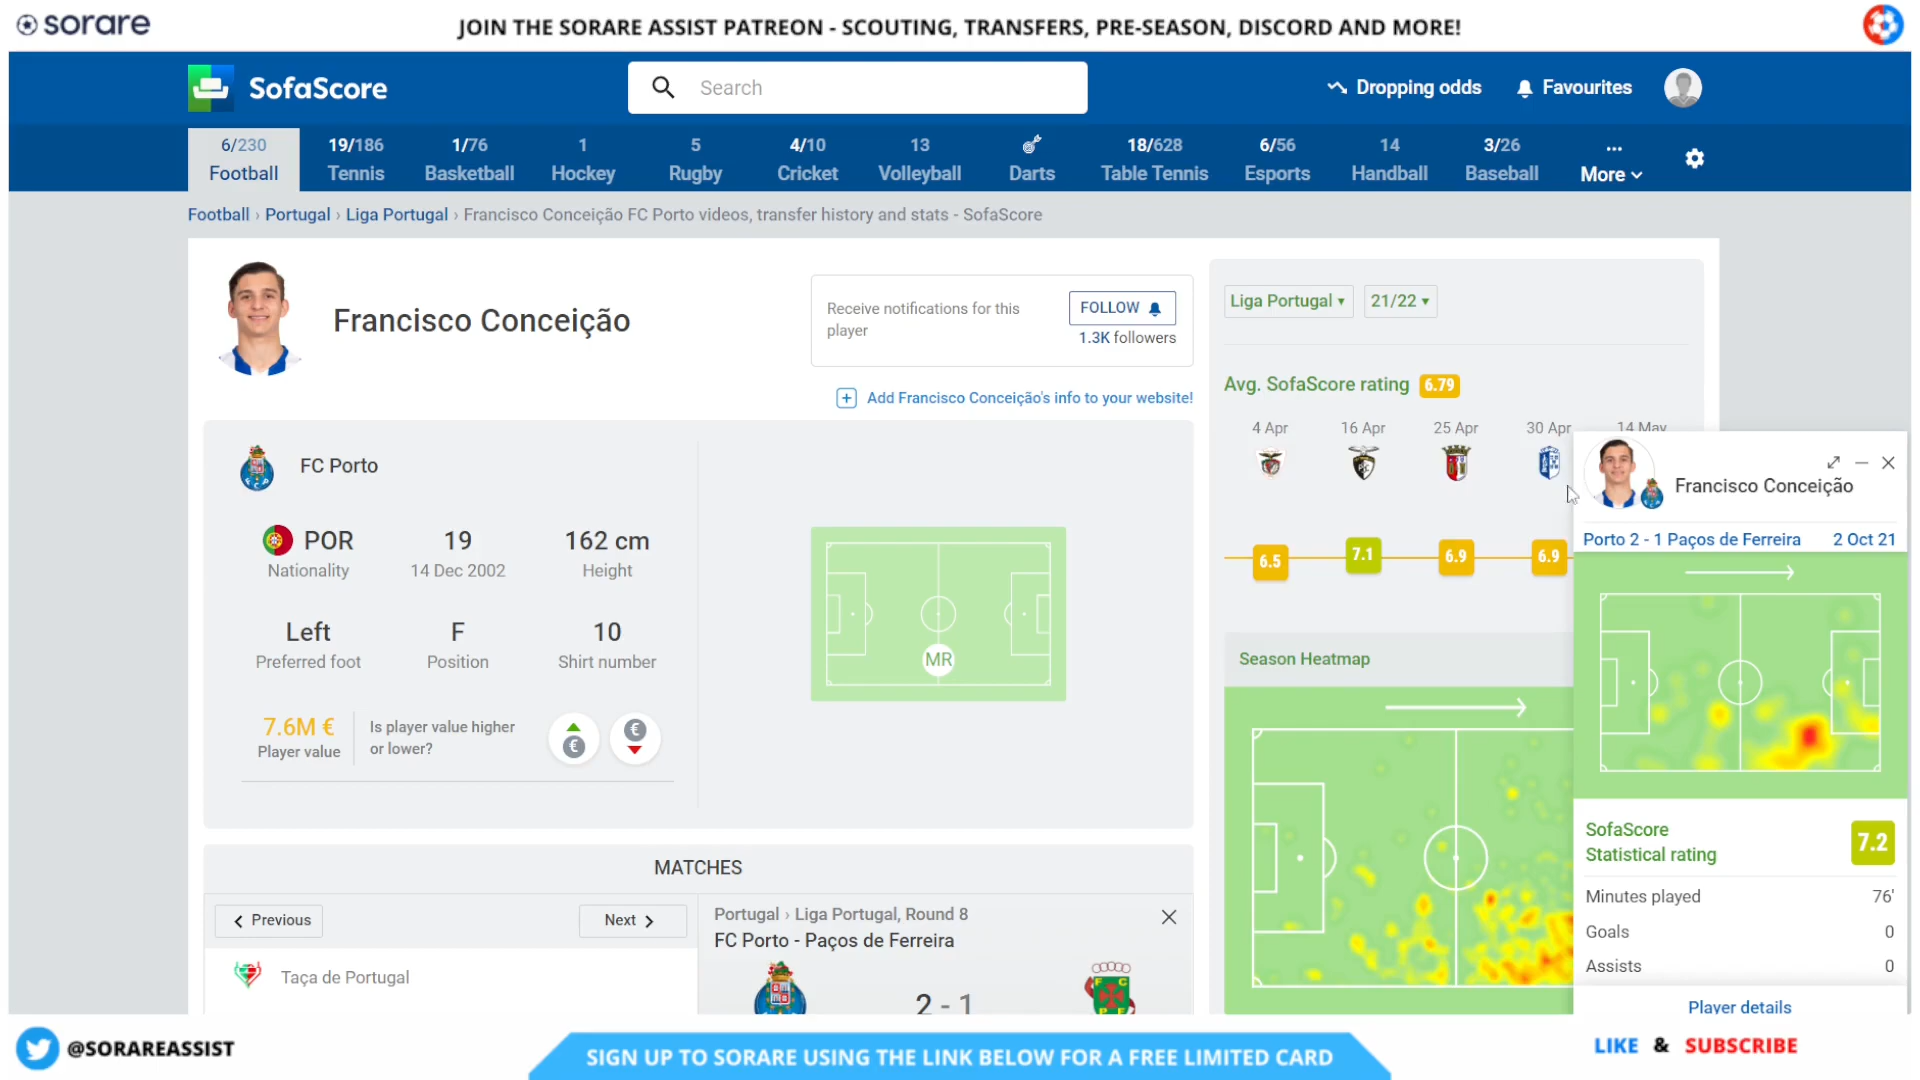 sorare
JOIN THE SORARE ASSIST PATREON - SCOUTING, TRANSFERS, PRE-SEASON, DISCORD AND MORE!
SofaScore
Search
Dropping odds
Favourites
6/230
Football
19/186
Tennis
1/76
Basketball
1
Hockey
5
Rugby
4/10
Cricket
13
Volleyball
Darts
18/628
Table Tennis
6/56
Esports
14
Handball
3/26
Baseball
...
More
Football › Portugal › Liga Portugal › Francisco Conceição FC Porto videos, transfer history and stats - SofaScore
Francisco Conceição
Receive notifications for this
player
FOLLOW
1.3K followers
+ Add Francisco Conceição's info to your website!
FC Porto
POR
Nationality
19
14 Dec 2002
162 cm
Height
Left
Preferred foot
F
Position
10
Shirt number
7.6M €
Player value
Is player value higher
or lower?
€
€
MR
MATCHES
Previous
Next
Taça de Portugal
Portugal › Liga Portugal, Round 8
FC Porto - Paços de Ferreira
2 - 1
Liga Portugal
21/22
Avg. SofaScore rating 6.79
4 Apr
16 Apr
25 Apr
30 Apr
14 May
6.5
7.1
6.9
6.9
Season Heatmap
Francisco Conceição
Porto 2 - 1 Paços de Ferreira 2 Oct 21
SofaScore
Statistical rating
7.2
Minutes played 76'
Goals 0
Assists 0
Player details
@SORAREASSIST
SIGN UP TO SORARE USING THE LINK BELOW FOR A FREE LIMITED CARD
LIKE & SUBSCRIBE